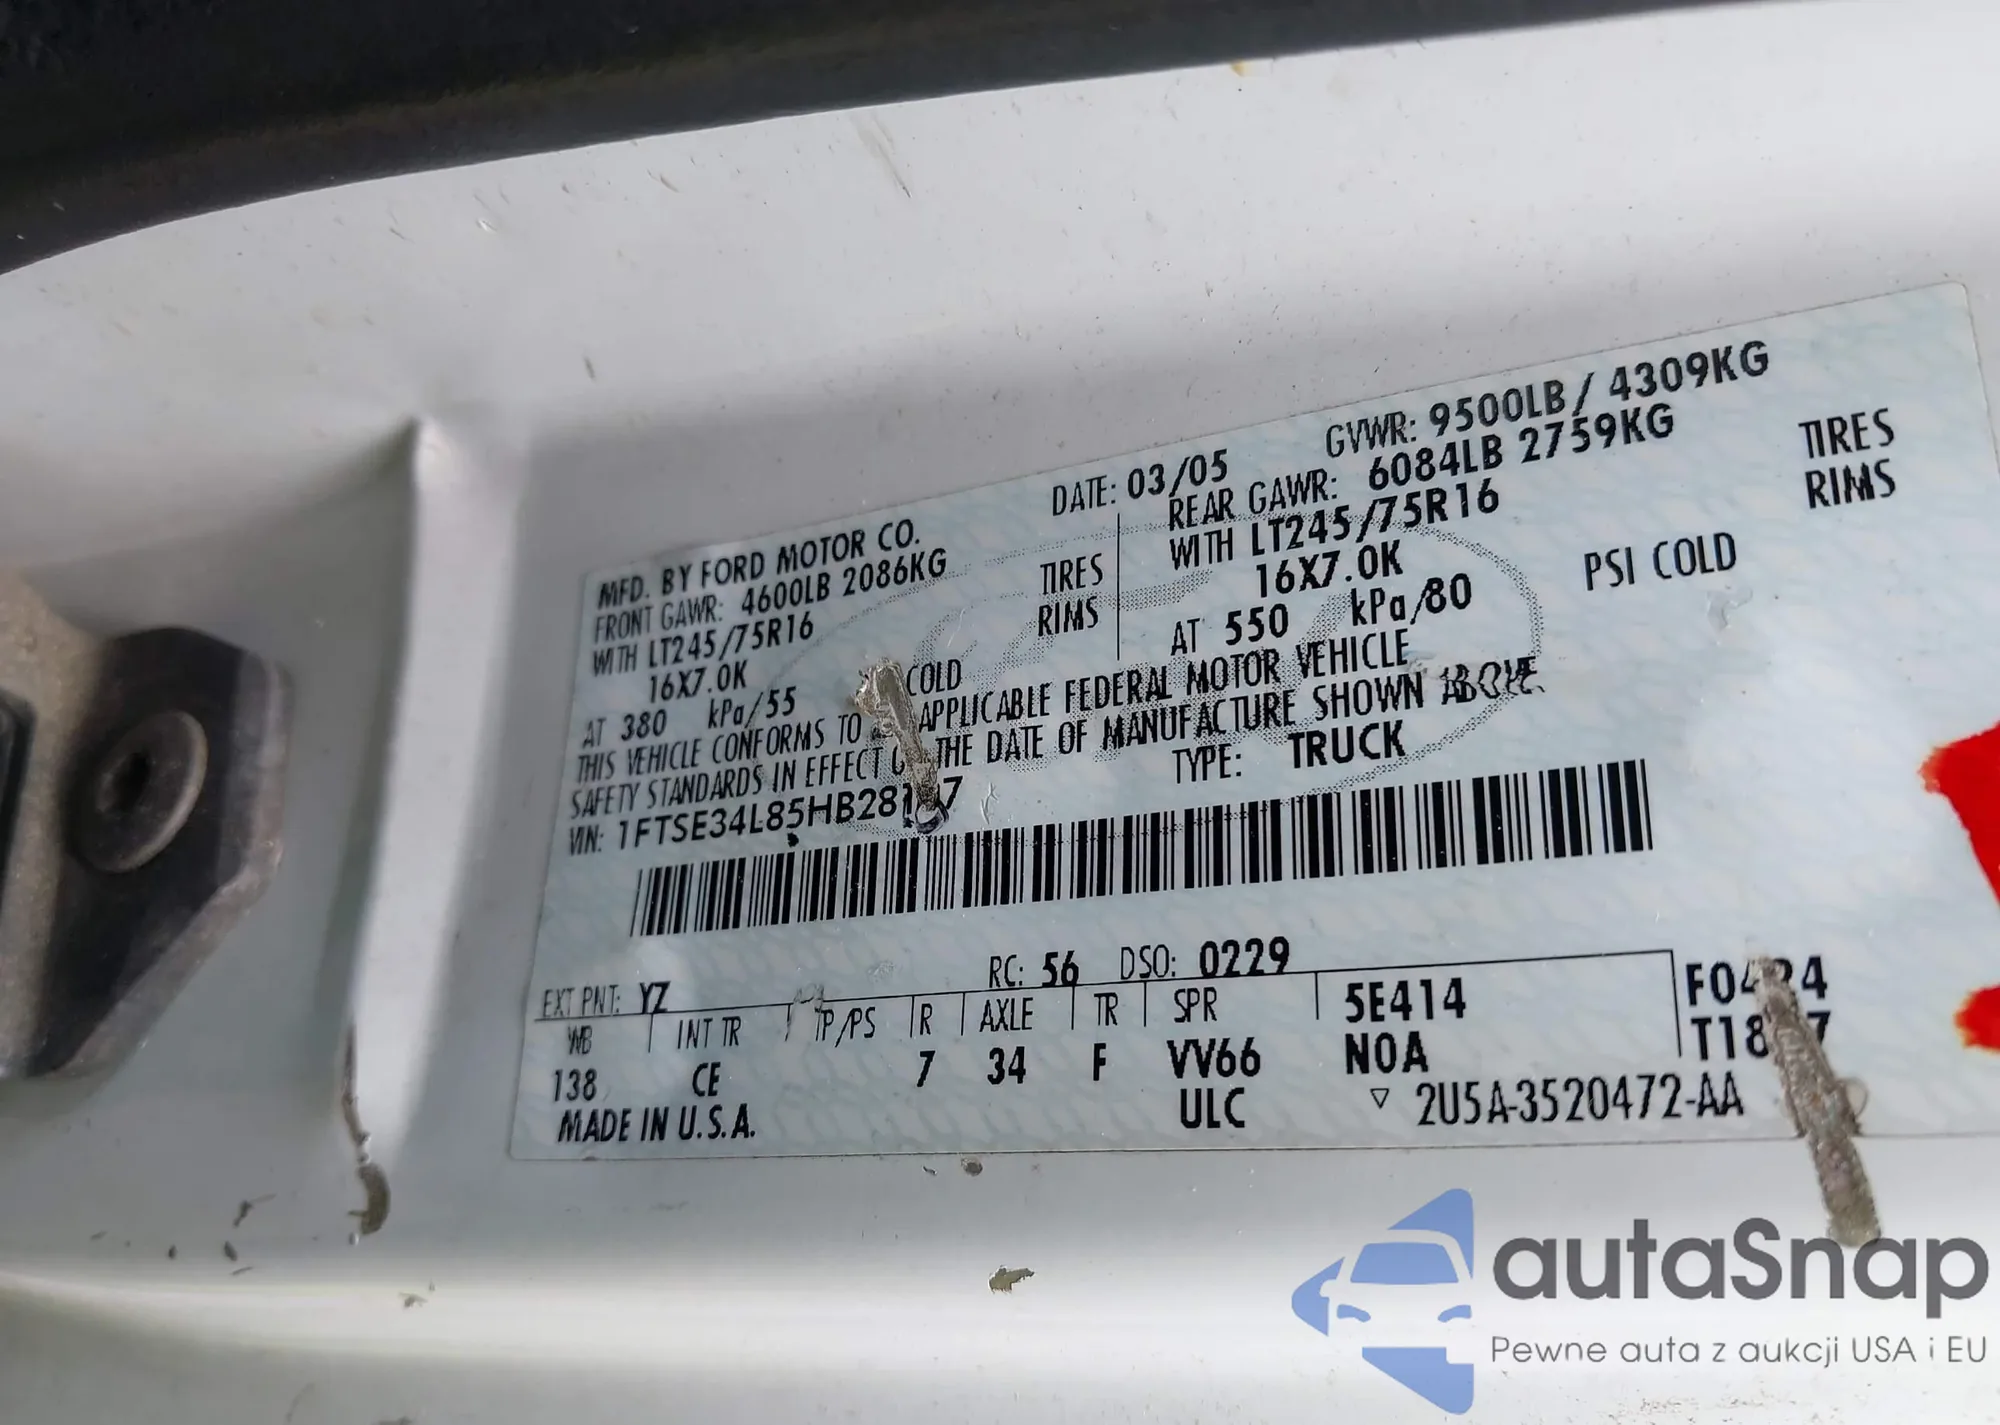 MFD. BY FORD MOTOR CO.
DATE: 03/05
GVWR: 9500LB / 4309KG
FRONT GAWR: 4600LB 2086KG
REAR GAWR: 6084LB 2759KG
WITH LT245/75R16 TIRES
WITH LT245/75R16 TIRES
16X7.0K RIMS
16X7.0K RIMS
AT 380 kPa/55 COLD
AT 550 kPa/80 PSI COLD
THIS VEHICLE CONFORMS TO APPLICABLE FEDERAL MOTOR VEHICLE
SAFETY STANDARDS IN EFFECT THE DATE OF MANUFACTURE SHOWN ABOVE.
VIN:
TYPE: TRUCK
EXT PNT: YZ RC: 56 DSO: 0229
WB INT TR TP/PS R AXLE TR SPR 5E414
138 CE 7 34 F VV66 N0A
ULC ▽ 2U5A-3520472-AA
MADE IN U.S.A.
autoSnap
Pewne auta z aukcji USA i EU